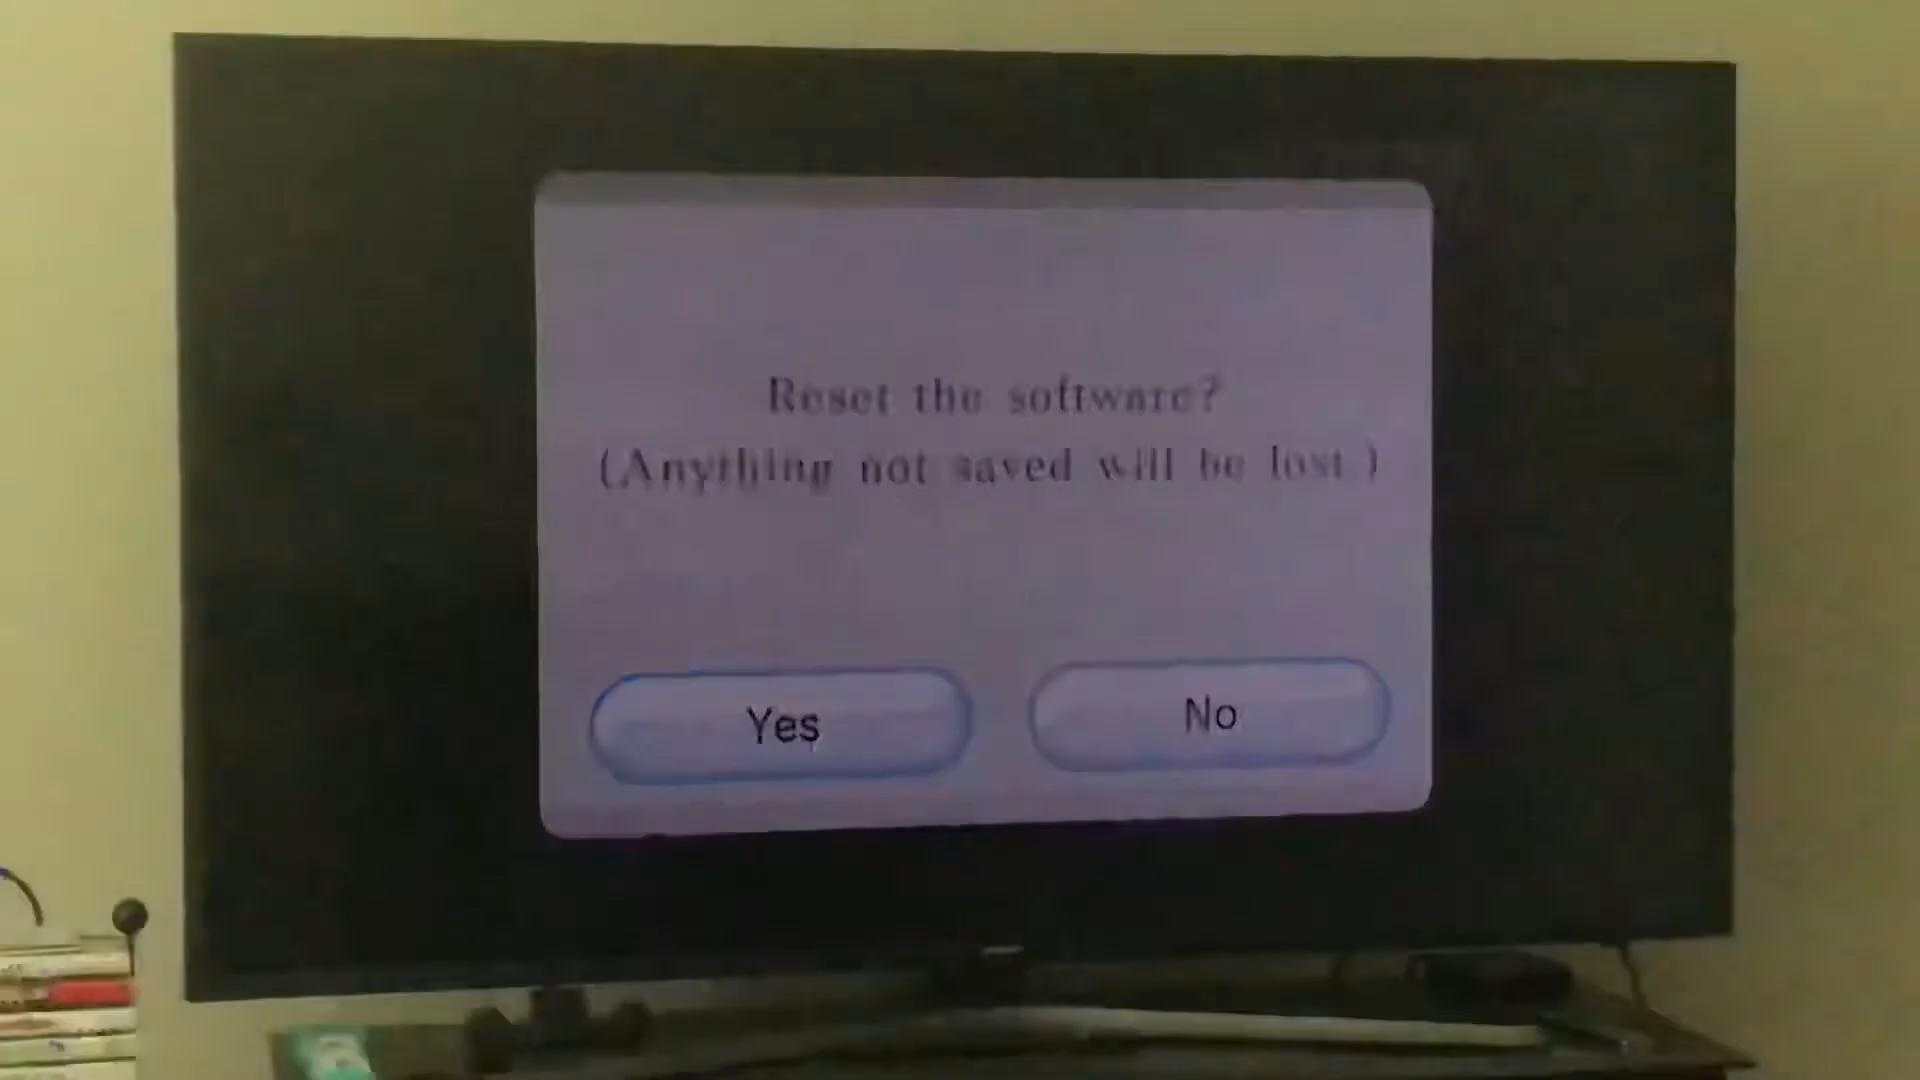 Reset the software?
(Anything not saved will be lost.)
Yes
No